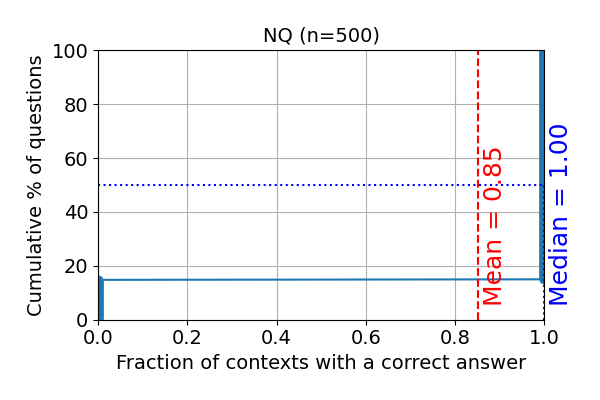 NQ (n=500)
Cumulative % of questions
100
80
60
40
20
0
Mean = 0.85
Median = 1.00
0.0 0.2 0.4 0.6 0.8 1.0
Fraction of contexts with a correct answer